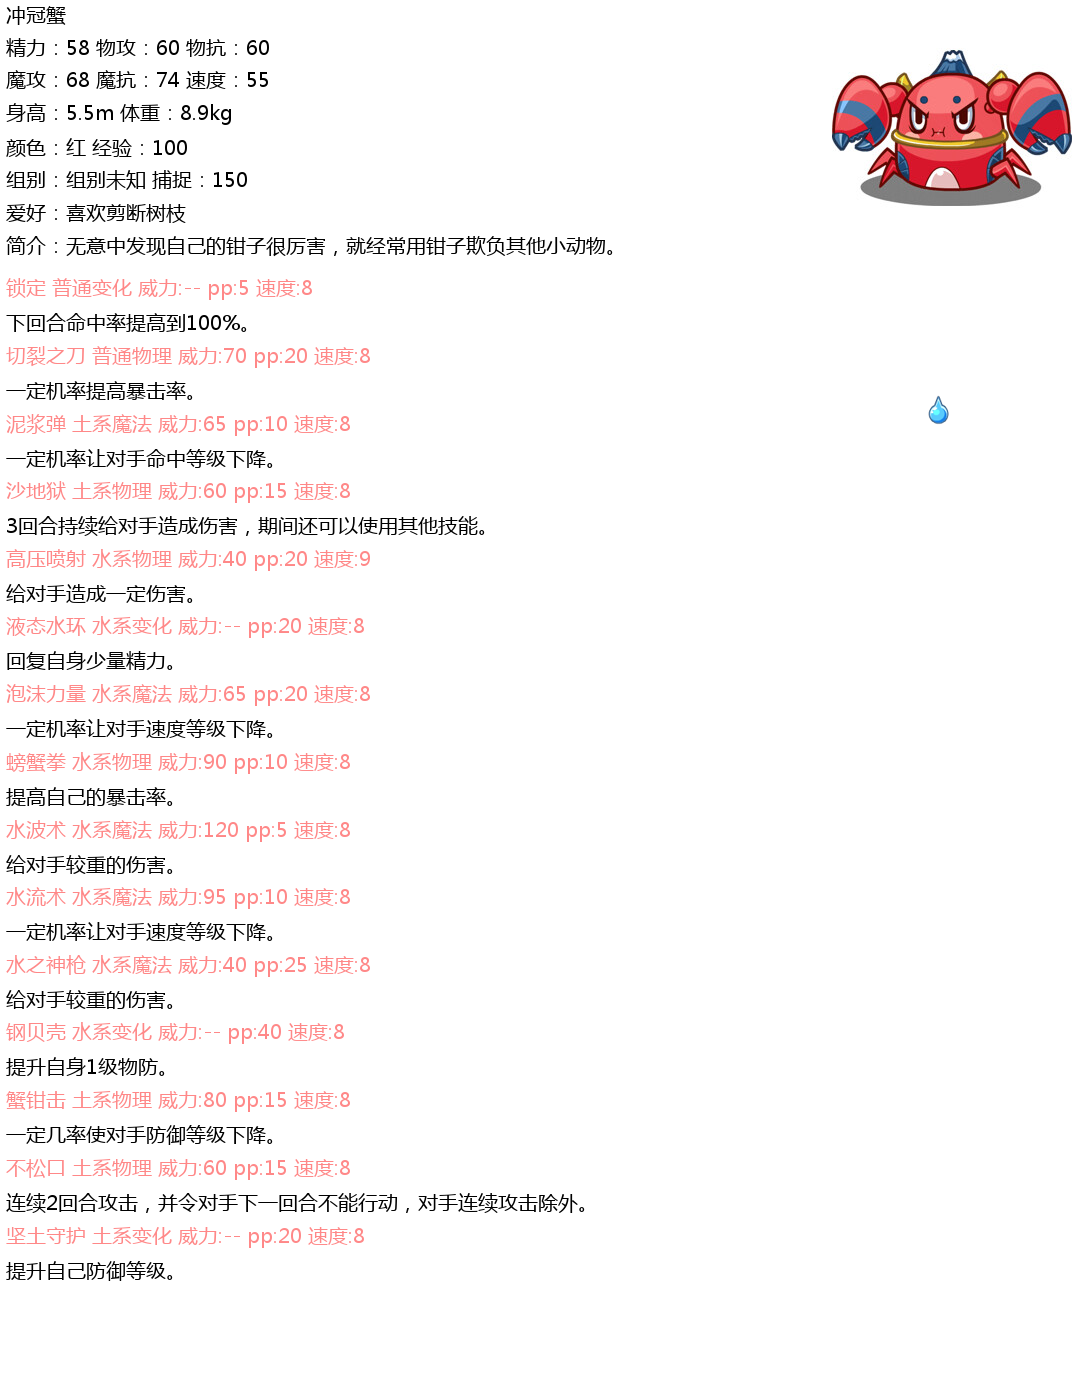 冲冠蟹
精力：58 物攻：60 物抗：60
魔攻：68 魔抗：74 速度：55
身高：5.5m 体重：8.9kg
颜色：红 经验：100
组别：组别未知 捕捉：150
爱好：喜欢剪断树枝
简介：无意中发现自己的钳子很厉害，就经常用钳子欺负其他小动物。
锁定 普通变化 威力:-- pp:5 速度:8
下回合命中率提高到100%。
切裂之刀 普通物理 威力:70 pp:20 速度:8
一定机率提高暴击率。
泥浆弹 土系魔法 威力:65 pp:10 速度:8
一定机率让对手命中等级下降。
沙地狱 土系物理 威力:60 pp:15 速度:8
3回合持续给对手造成伤害，期间还可以使用其他技能。
高压喷射 水系物理 威力:40 pp:20 速度:9
给对手造成一定伤害。
液态水环 水系变化 威力:-- pp:20 速度:8
回复自身少量精力。
泡沫力量 水系魔法 威力:65 pp:20 速度:8
一定机率让对手速度等级下降。
螃蟹拳 水系物理 威力:90 pp:10 速度:8
提高自己的暴击率。
水波术 水系魔法 威力:120 pp:5 速度:8
给对手较重的伤害。
水流术 水系魔法 威力:95 pp:10 速度:8
一定机率让对手速度等级下降。
水之神枪 水系魔法 威力:40 pp:25 速度:8
给对手较重的伤害。
钢贝壳 水系变化 威力:-- pp:40 速度:8
提升自身1级物防。
蟹钳击 土系物理 威力:80 pp:15 速度:8
一定几率使对手防御等级下降。
不松口 土系物理 威力:60 pp:15 速度:8
连续2回合攻击，并令对手下一回合不能行动，对手连续攻击除外。
坚土守护 土系变化 威力:-- pp:20 速度:8
提升自己防御等级。